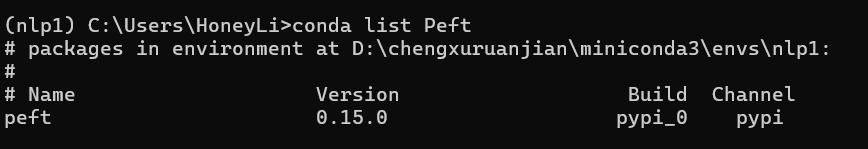 (nlp1) C:\Users\HoneyLi>conda list Peft
# packages in environment at D:\chengxuruanjian\miniconda3\envs\nlp1:
#
# Name                    Version                   Build  Channel
peft                      0.15.0                   pypi_0    pypi